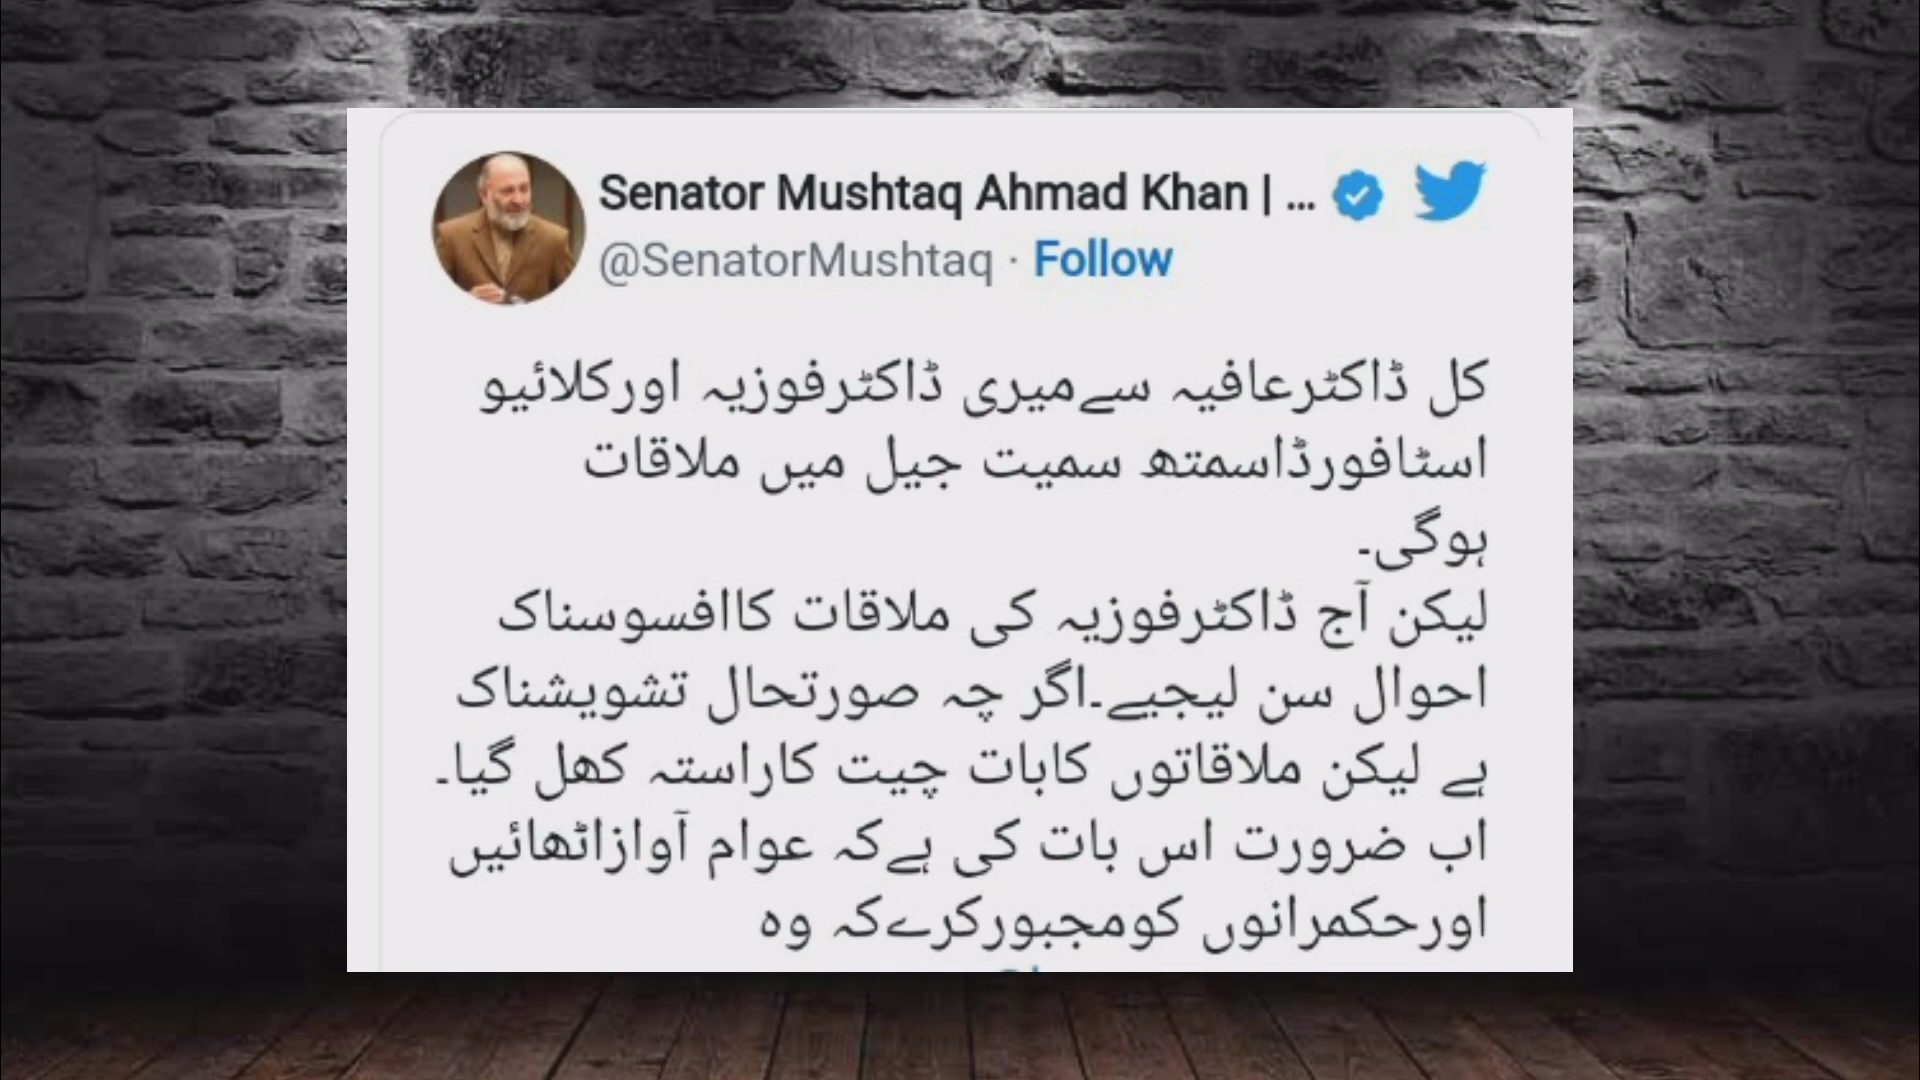 Senator Mushtaq Ahmad Khan | ...
@SenatorMushtaq · Follow
کل ڈاکٹرعافیہ سےمیری ڈاکٹرفوزیہ اورکلائیو
اسٹافورڈاسمتھ سمیت جیل میں ملاقات
ہوگی۔
لیکن آج ڈاکٹرفوزیہ کی ملاقات کاافسوسناک
احوال سن لیجیے۔اگر چہ صورتحال تشویشناک
ہے لیکن ملاقاتوں کابات چیت کاراستہ کھل گیا۔
اب ضرورت اس بات کی ہےکہ عوام آوازاٹھائیں
اورحکمرانوں کومجبورکرےکہ وہ